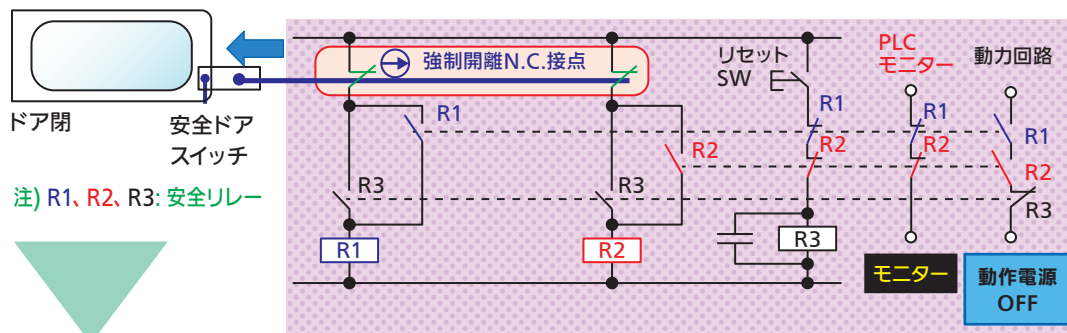 ドア閉
安全ドア
スイッチ
注) R1、R2、R3: 安全リレー
強制開離N.C.接点
R1
R2
R3
R3
R1
R2
リセット
SW
R1
R2
R3
PLC
モニター
R1
R2
モニター
動力回路
R1
R2
R3
動作電源
OFF